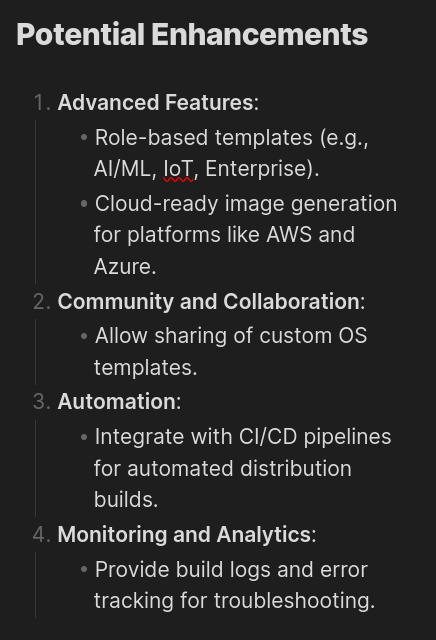 Potential Enhancements
1. Advanced Features:
• Role-based templates (e.g.,
AI/ML, IoT, Enterprise).
• Cloud-ready image generation
for platforms like AWS and
Azure.
2. Community and Collaboration:
• Allow sharing of custom OS
templates.
3. Automation:
• Integrate with CI/CD pipelines
for automated distribution
builds.
4. Monitoring and Analytics:
• Provide build logs and error
tracking for troubleshooting.